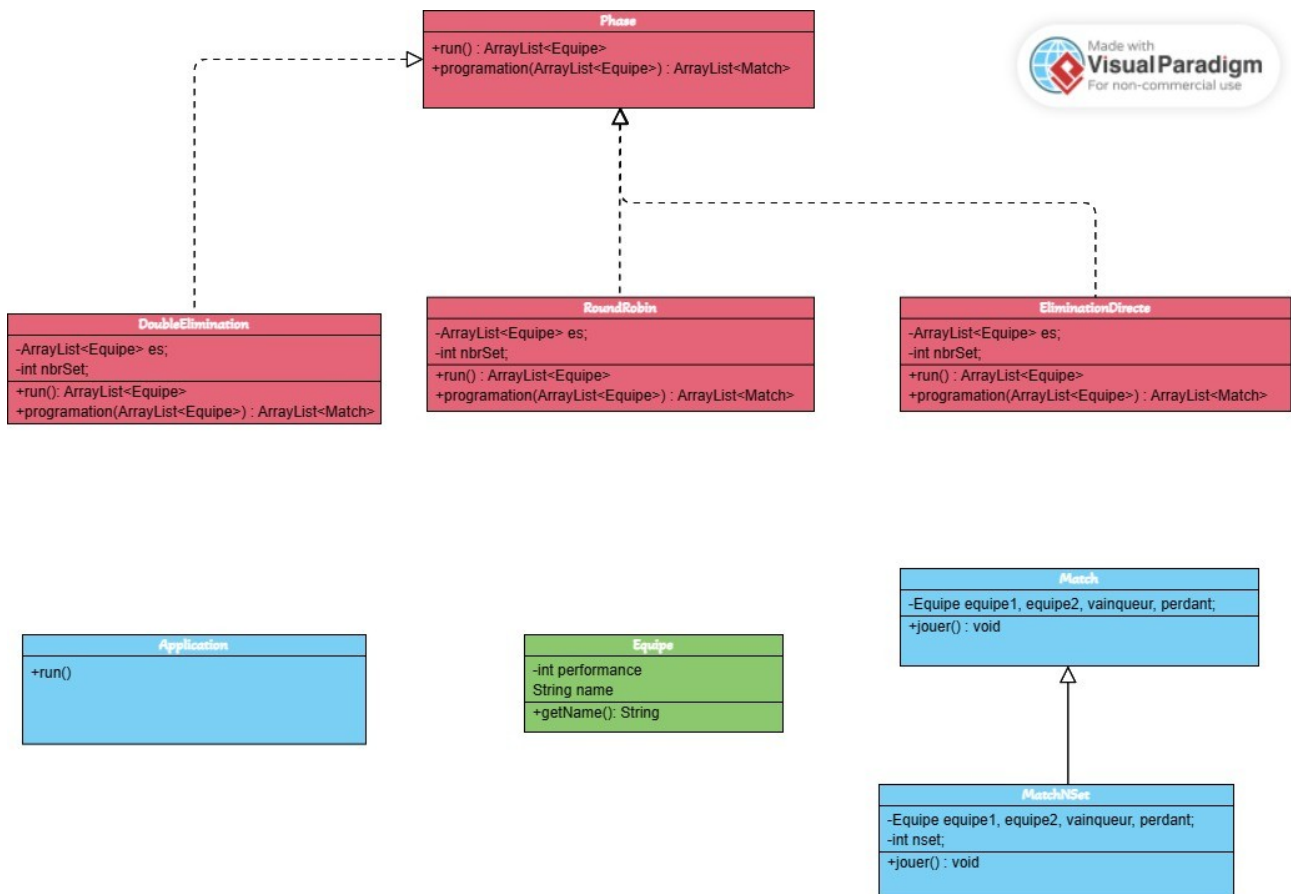 Phase
+run() : ArrayList<Equipe>
+programation(ArrayList<Equipe>) : ArrayList<Match>
Made with
VisualParadigm
For non-commercial use
DoubleElimination
-ArrayList<Equipe> es;
-int nbrSet;
+run(): ArrayList<Equipe>
+programation(ArrayList<Equipe>) : ArrayList<Match>
RoundRobin
-ArrayList<Equipe> es;
-int nbrSet;
+run() : ArrayList<Equipe>
+programation(ArrayList<Equipe>) : ArrayList<Match>
EliminationDirecte
-ArrayList<Equipe> es;
-int nbrSet;
+run() : ArrayList<Equipe>
+programation(ArrayList<Equipe>) : ArrayList<Match>
Application
+run()
Equipe
-int performance
String name
+getName(): String
Match
-Equipe equipe1, equipe2, vainqueur, perdant;
+jouer() : void
MatchNSet
-Equipe equipe1, equipe2, vainqueur, perdant;
-int nset;
+jouer() : void